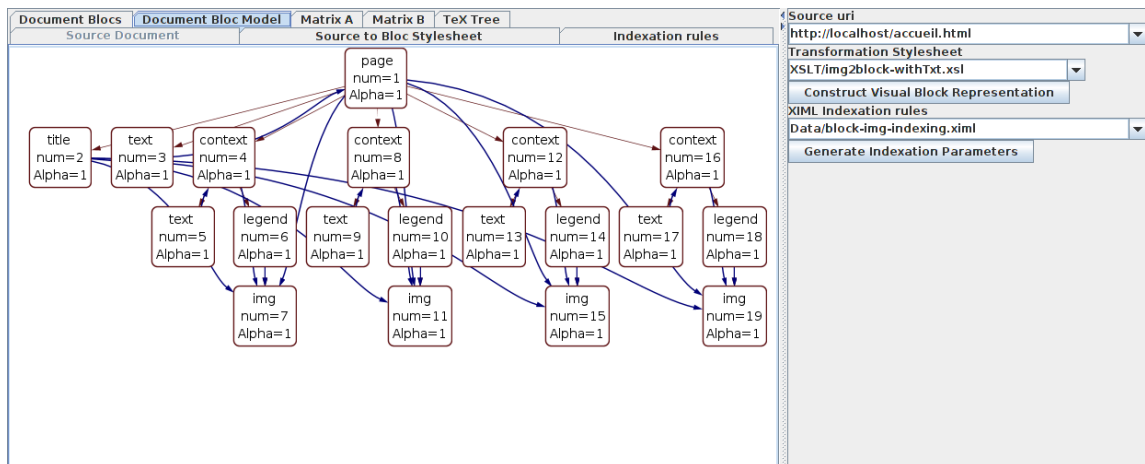 Document Blocs Document Bloc Model Matrix A Matrix B TeX Tree
Source Document Source to Bloc Stylesheet Indexation rules
page
num=1
Alpha=1
title
num=2
Alpha=1
text
num=3
Alpha=1
context
num=4
Alpha=1
context
num=8
Alpha=1
context
num=12
Alpha=1
context
num=16
Alpha=1
text
num=5
Alpha=1
legend
num=6
Alpha=1
text
num=9
Alpha=1
legend
num=10
Alpha=1
text
num=13
Alpha=1
legend
num=14
Alpha=1
text
num=17
Alpha=1
legend
num=18
Alpha=1
img
num=7
Alpha=1
img
num=11
Alpha=1
img
num=15
Alpha=1
img
num=19
Alpha=1
Source uri
http://localhost/accueil.html
Transformation Stylesheet
XSLT/img2block-withTxt.xsl
Construct Visual Block Representation
XIML Indexation rules
Data/block-img-indexing.ximl
Generate Indexation Parameters